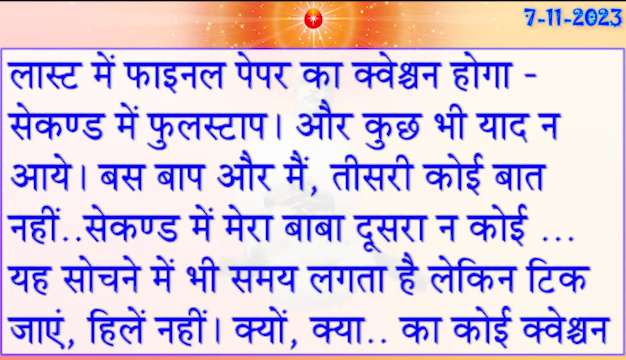 7-11-2023
लास्ट में फाइनल पेपर का क्वेश्चन होगा -
सेकण्ड में फुलस्टाप। और कुछ भी याद न
आये। बस बाप और मैं, तीसरी कोई बात
नहीं..सेकण्ड में मेरा बाबा दूसरा न कोई ...
यह सोचने में भी समय लगता है लेकिन टिक
जाएं, हिलें नहीं। क्यों, क्या.. का कोई क्वेश्चन